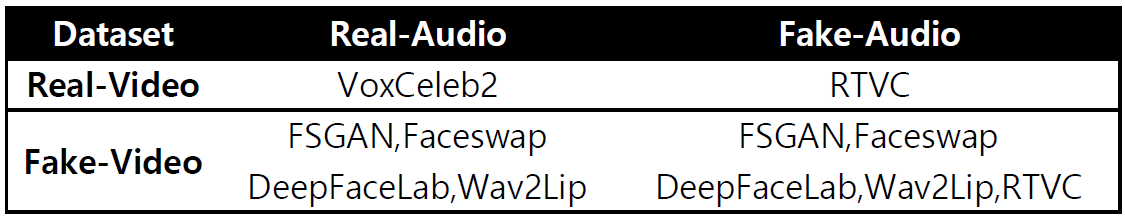 Dataset Real-Audio Fake-Audio
Real-Video VoxCeleb2 RTVC
Fake-Video FSGAN,Faceswap FSGAN,Faceswap
DeepFaceLab,Wav2Lip DeepFaceLab,Wav2Lip,RTVC